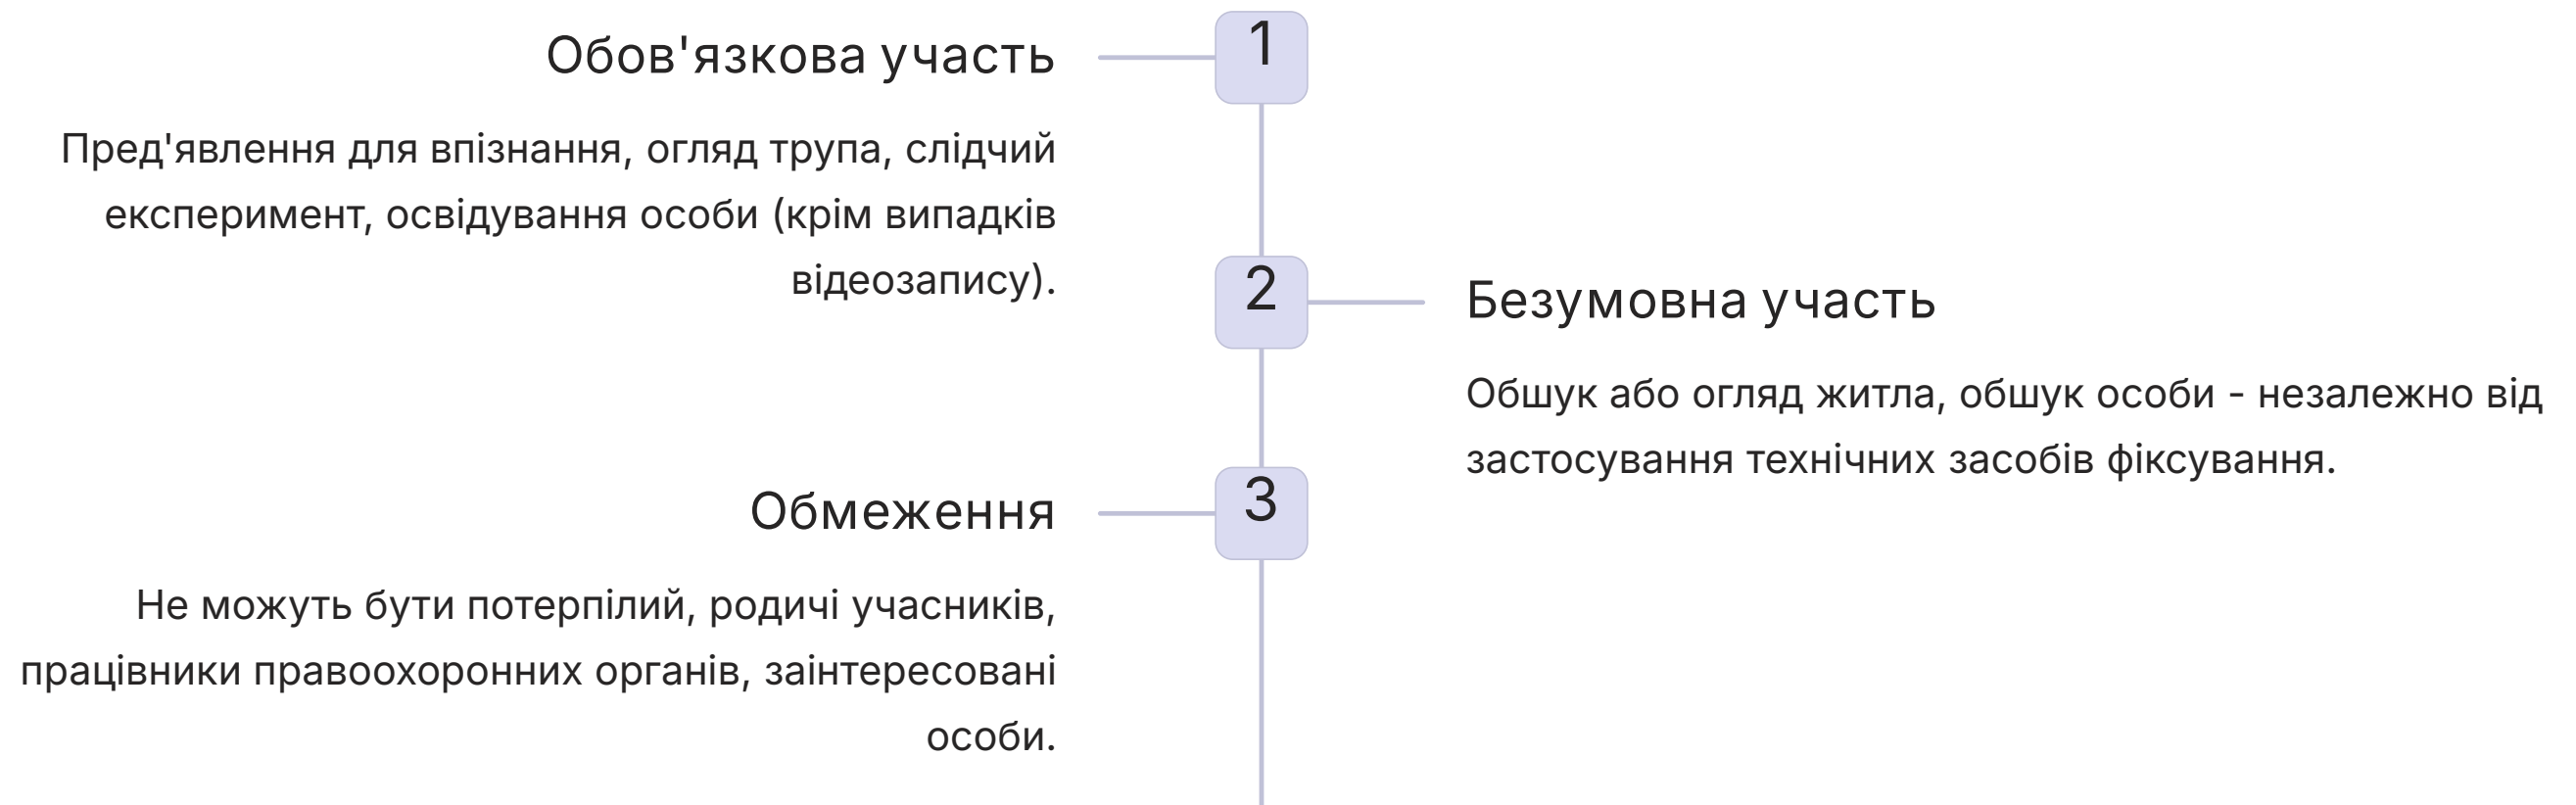 1
Обов'язкова участь
Пред'явлення для впізнання, огляд трупа, слідчий
експеримент, освідування особи (крім випадків
відеозапису).
2
Безумовна участь
Обшук або огляд житла, обшук особи - незалежно від
застосування технічних засобів фіксування.
3
Обмеження
Не можуть бути потерпілий, родичі учасників,
працівники правоохоронних органів, заінтересовані
особи.